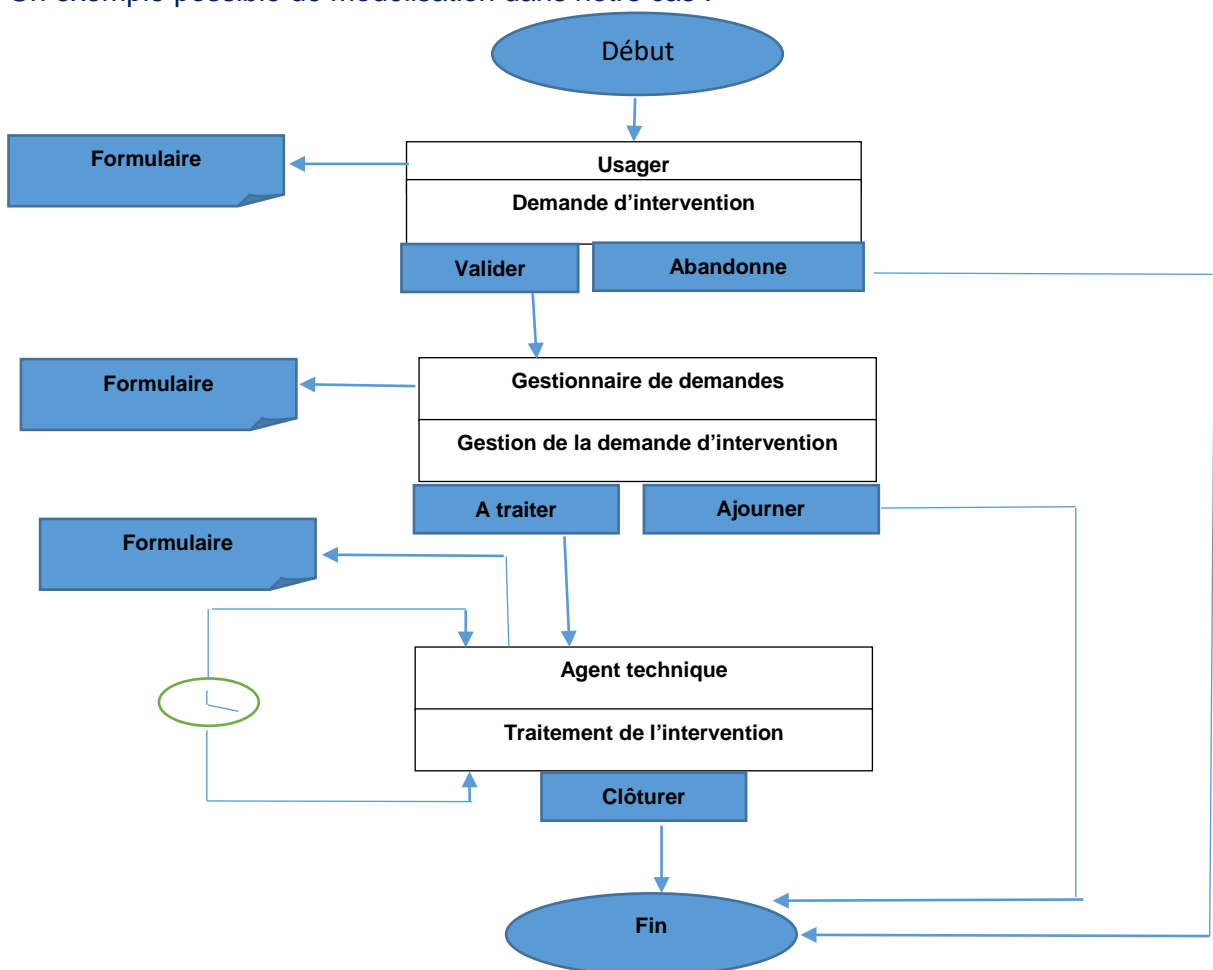 Un exemple possible de modélisation dans notre cas :
Début
Formulaire
Usager
Demande d’intervention
Valider
Abandonne
Formulaire
Gestionnaire de demandes
Gestion de la demande d’intervention
A traiter
Ajourner
Formulaire
Agent technique
Traitement de l’intervention
Clôturer
Fin